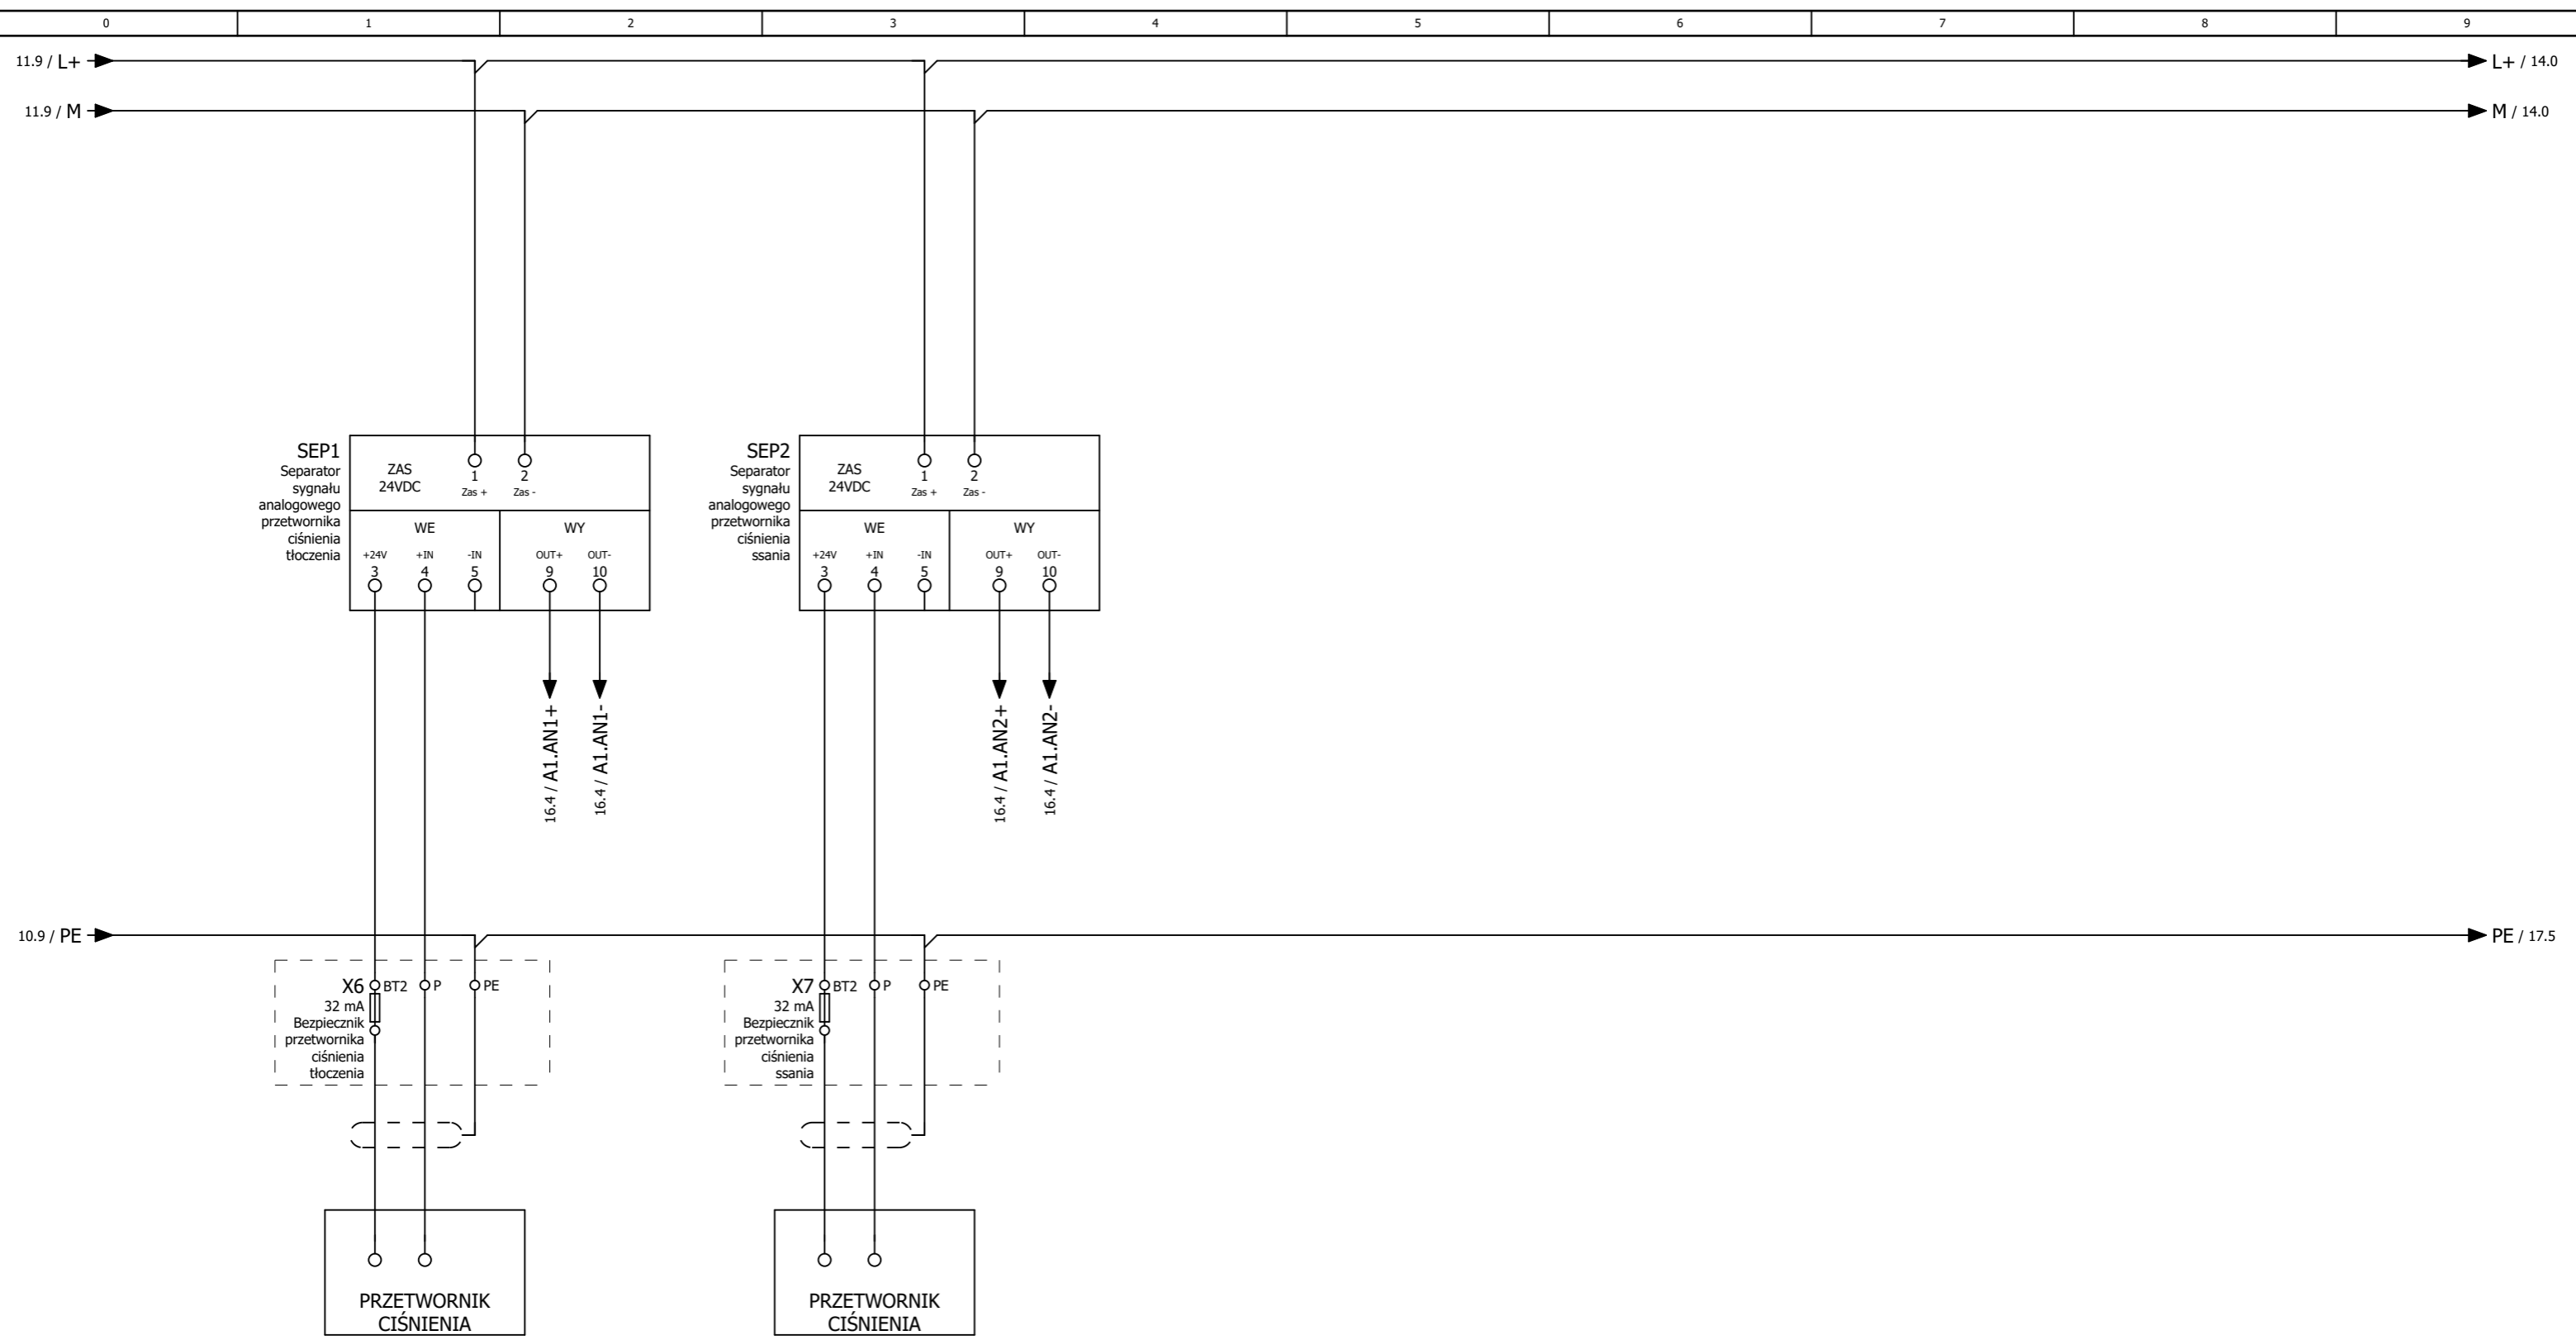 0 1 2 3 4 5 6 7 8 9
11.9 / L+
L+ / 14.0
11.9 / M
M / 14.0
SEP1
Separator
sygnału
analogowego
przetwornika
ciśnienia
tłoczenia
ZAS
24VDC
1
Zas +
2
Zas -
WE
WY
+24V +IN -IN OUT+ OUT-
3 4 5 9 10
16.4 / A1.AN1+
16.4 / A1.AN1-
SEP2
Separator
sygnału
analogowego
przetwornika
ciśnienia
ssania
ZAS
24VDC
1
Zas +
2
Zas -
WE
WY
+24V +IN -IN OUT+ OUT-
3 4 5 9 10
16.4 / A1.AN2+
16.4 / A1.AN2-
10.9 / PE
PE / 17.5
X6 BT2 P PE
32 mA
Bezpiecznik
przetwornika
ciśnienia
tłoczenia
X7 BT2 P PE
32 mA
Bezpiecznik
przetwornika
ciśnienia
ssania
PRZETWORNIK
CIŚNIENIA
PRZETWORNIK
CIŚNIENIA